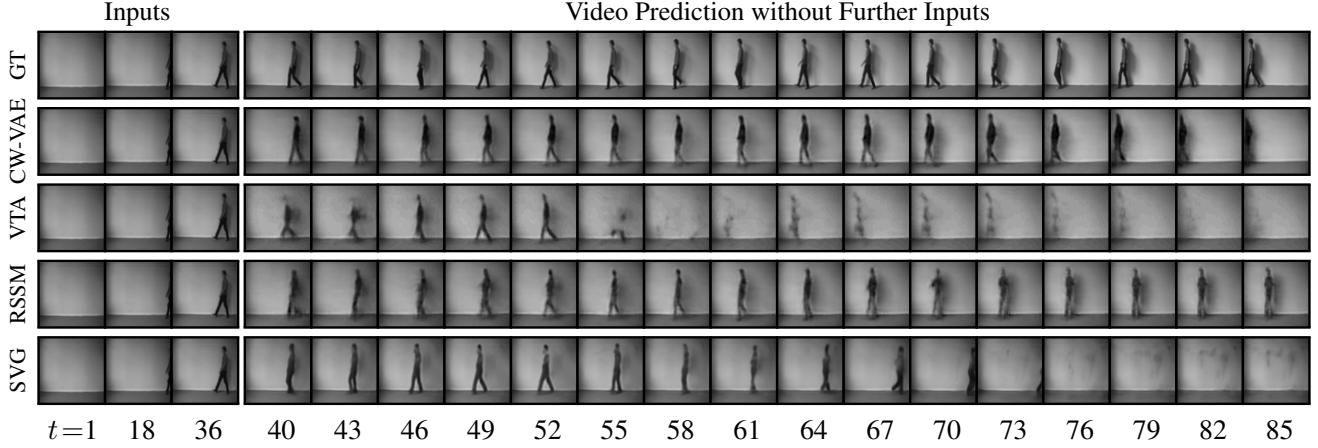 Inputs Video Prediction without Further Inputs
GT
CW-VAE
VTA
RSSM
SVG
t=1 18 36 40 43 46 49 52 55 58 61 64 67 70 73 76 79 82 85